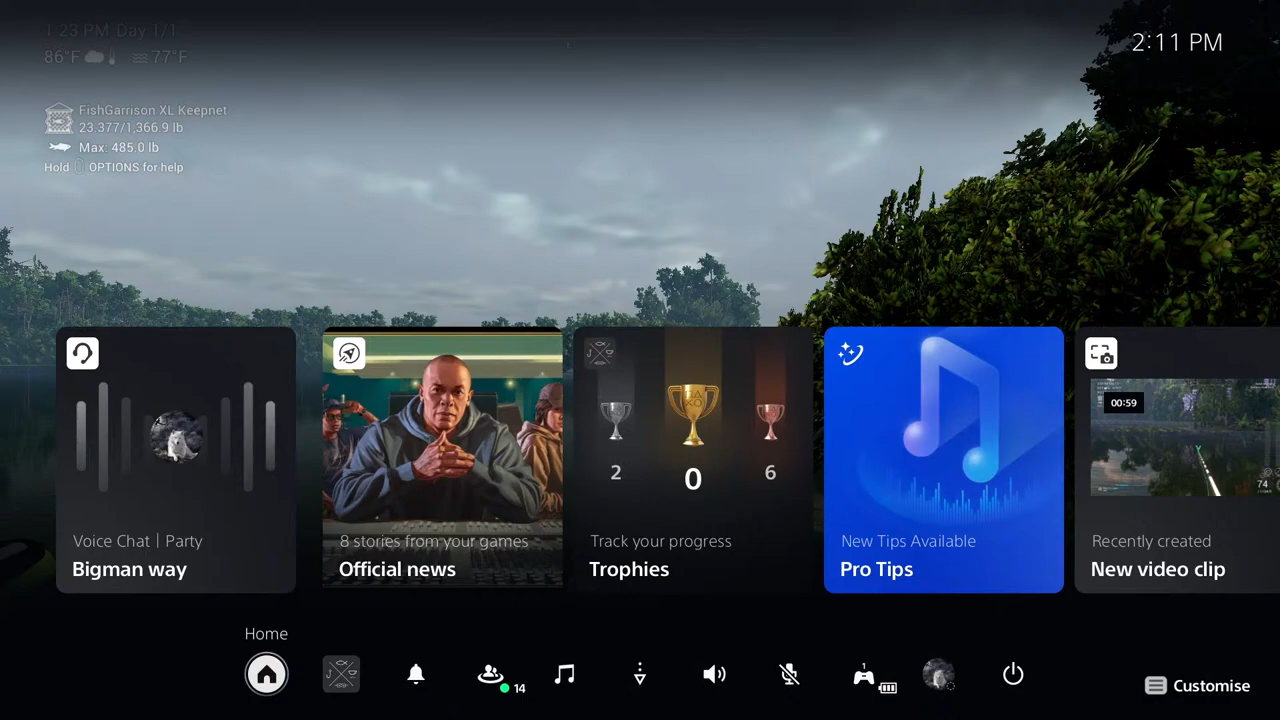 1:23 PM Day 1/1
2:11 PM
86°F 77°F
FishGarrison XL Keepnet
23.377/1,366.9 lb
Max: 485.0 lb
Hold OPTIONS for help
Voice Chat | Party
Bigman way
8 stories from your games
Official news
2
0
6
Track your progress
Trophies
New Tips Available
Pro Tips
00:59
74
Recently created
New video clip
Home
14
1
Customise